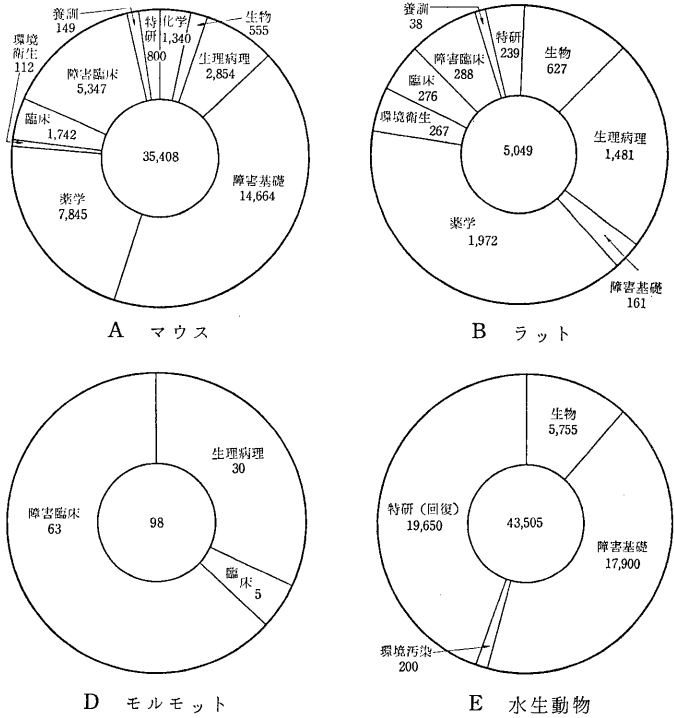 養訓
149
特研
800
化学
1,340
生物
555
環境
衛生
112
生理病理
2,854
障害臨床
5,347
臨床
1,742
35,408
障害基礎
14,664
薬学
7,845
A マウス
養訓
38
特研
239
生物
627
障害臨床
288
臨床
276
環境衛生
267
5,049
生理病理
1,481
薬学
1,972
障害基礎
161
B ラット
生理病理
30
障害臨床
63
98
臨床 5
D モルモット
生物
5,755
特研(回復)
19,650
43,505
障害基礎
17,900
環境汚染
200
E 水生動物